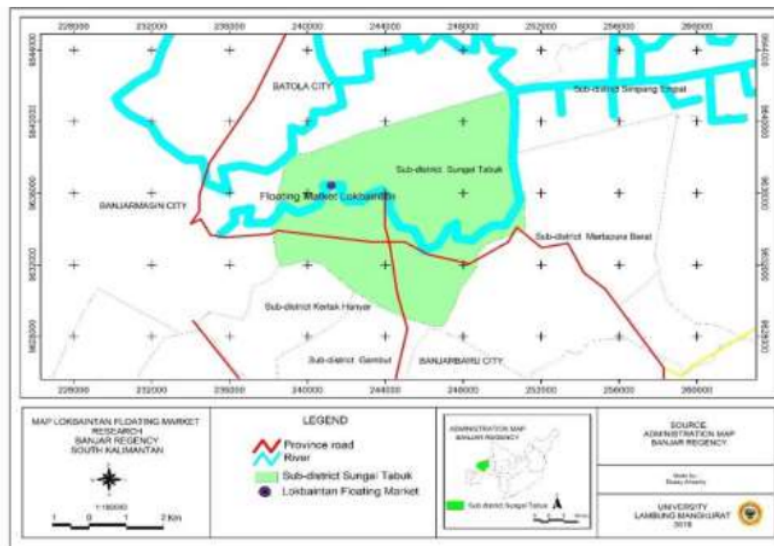 228000 232000 236000 240000 244000 248000 252000 256000 260000
BATOLA CITY
Sub-district Simpang Empat
Sub-district Sungai Tabuk
Floating Market Lokbaintan
BANJARMASIN CITY
Sub-district Martapura Barat
Sub-district Kertak Hanyar
Sub-district Gambut
BANJARBARU CITY
228000 232000 236000 240000 244000 248000 252000 256000 260000
MAP LOKBAINTAN FLOATING MARKET
RESEARCH
BANJAR REGENCY
SOUTH KALIMANTAN
1 0 1 2 Km
LEGEND
Province road
River
Sub-district Sungai Tabuk
Lokbaintan Floating Market
ADMINISTRATION MAP
BANJAR REGENCY
Sub district Sungai Tabuk
SOURCE
ADMINISTRATION MAP
BANJAR REGENCY
UNIVERSITY
LAMBUNG MANGKURAT